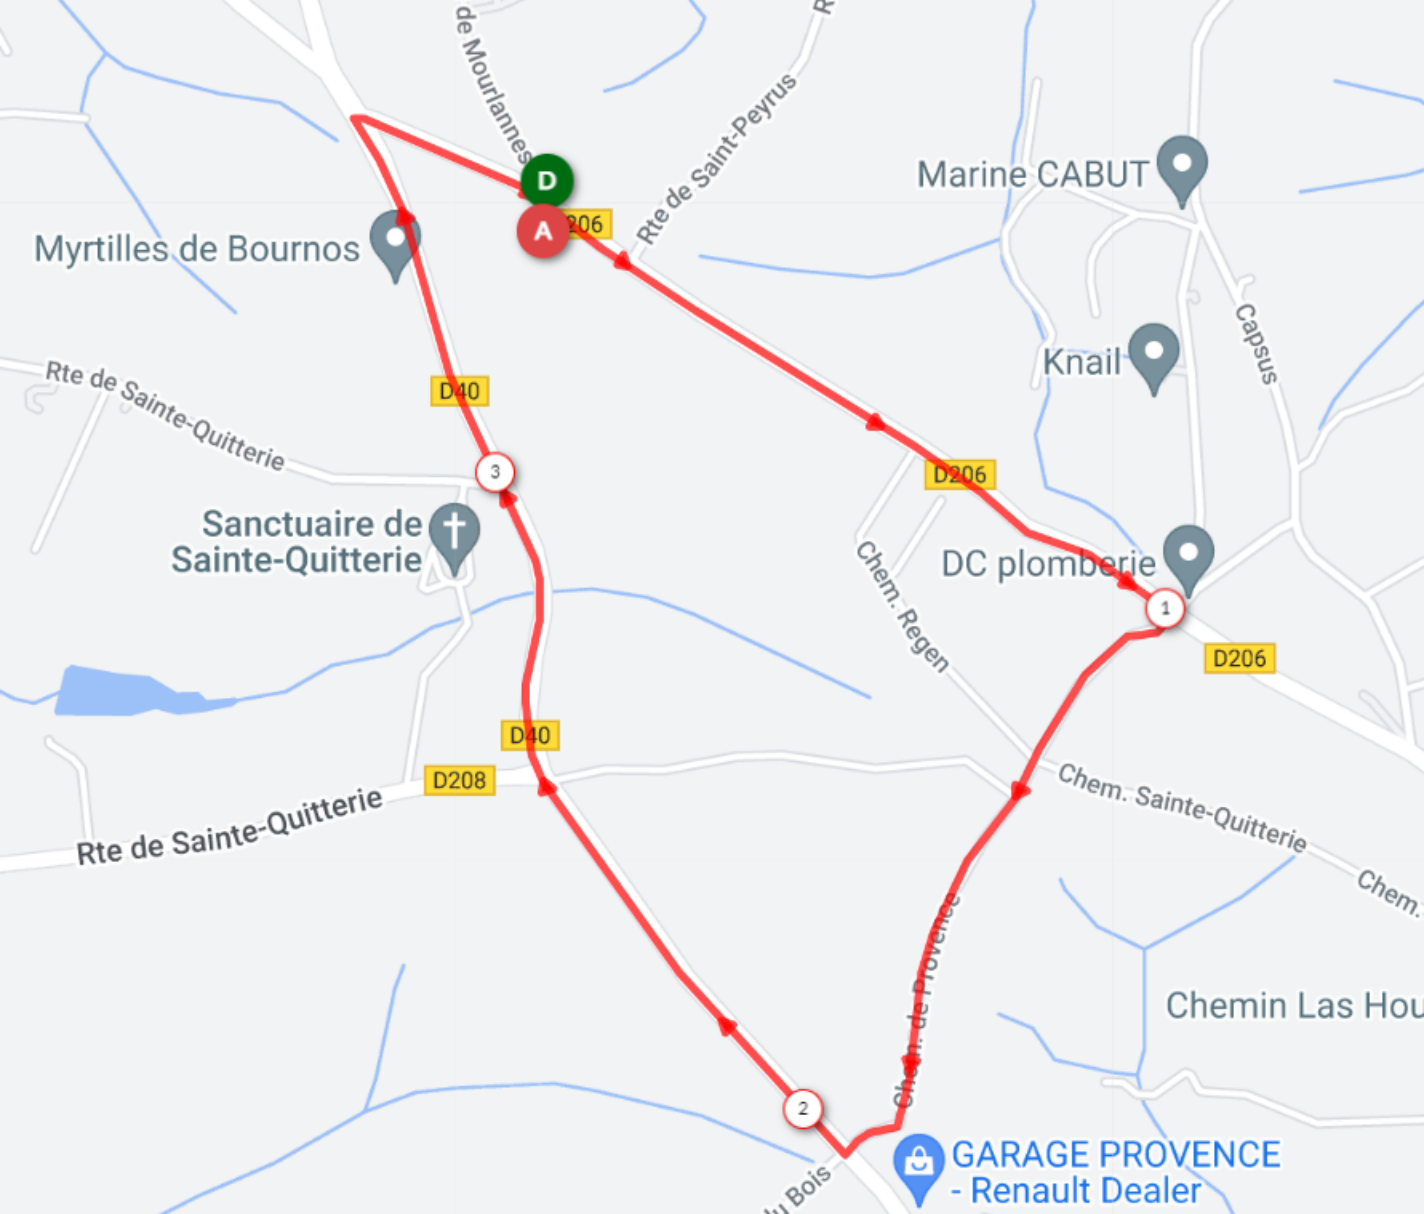 de Mourlannes
R
Rte de Saint-Peyrus
Marine CABUT
D
206
A
Myrtilles de Bournos
Capsus
Knail
D40
Rte de Sainte-Quitterie
3
D206
Sanctuaire de
Sainte-Quitterie
DC plomberie
1
Chem. Regen
D206
D40
D208
Chem. Sainte-Quitterie
Rte de Sainte-Quitterie
Chem.
Chem. de Provence
Chemin Las Hou
2
GARAGE PROVENCE
- Renault Dealer
du Bois